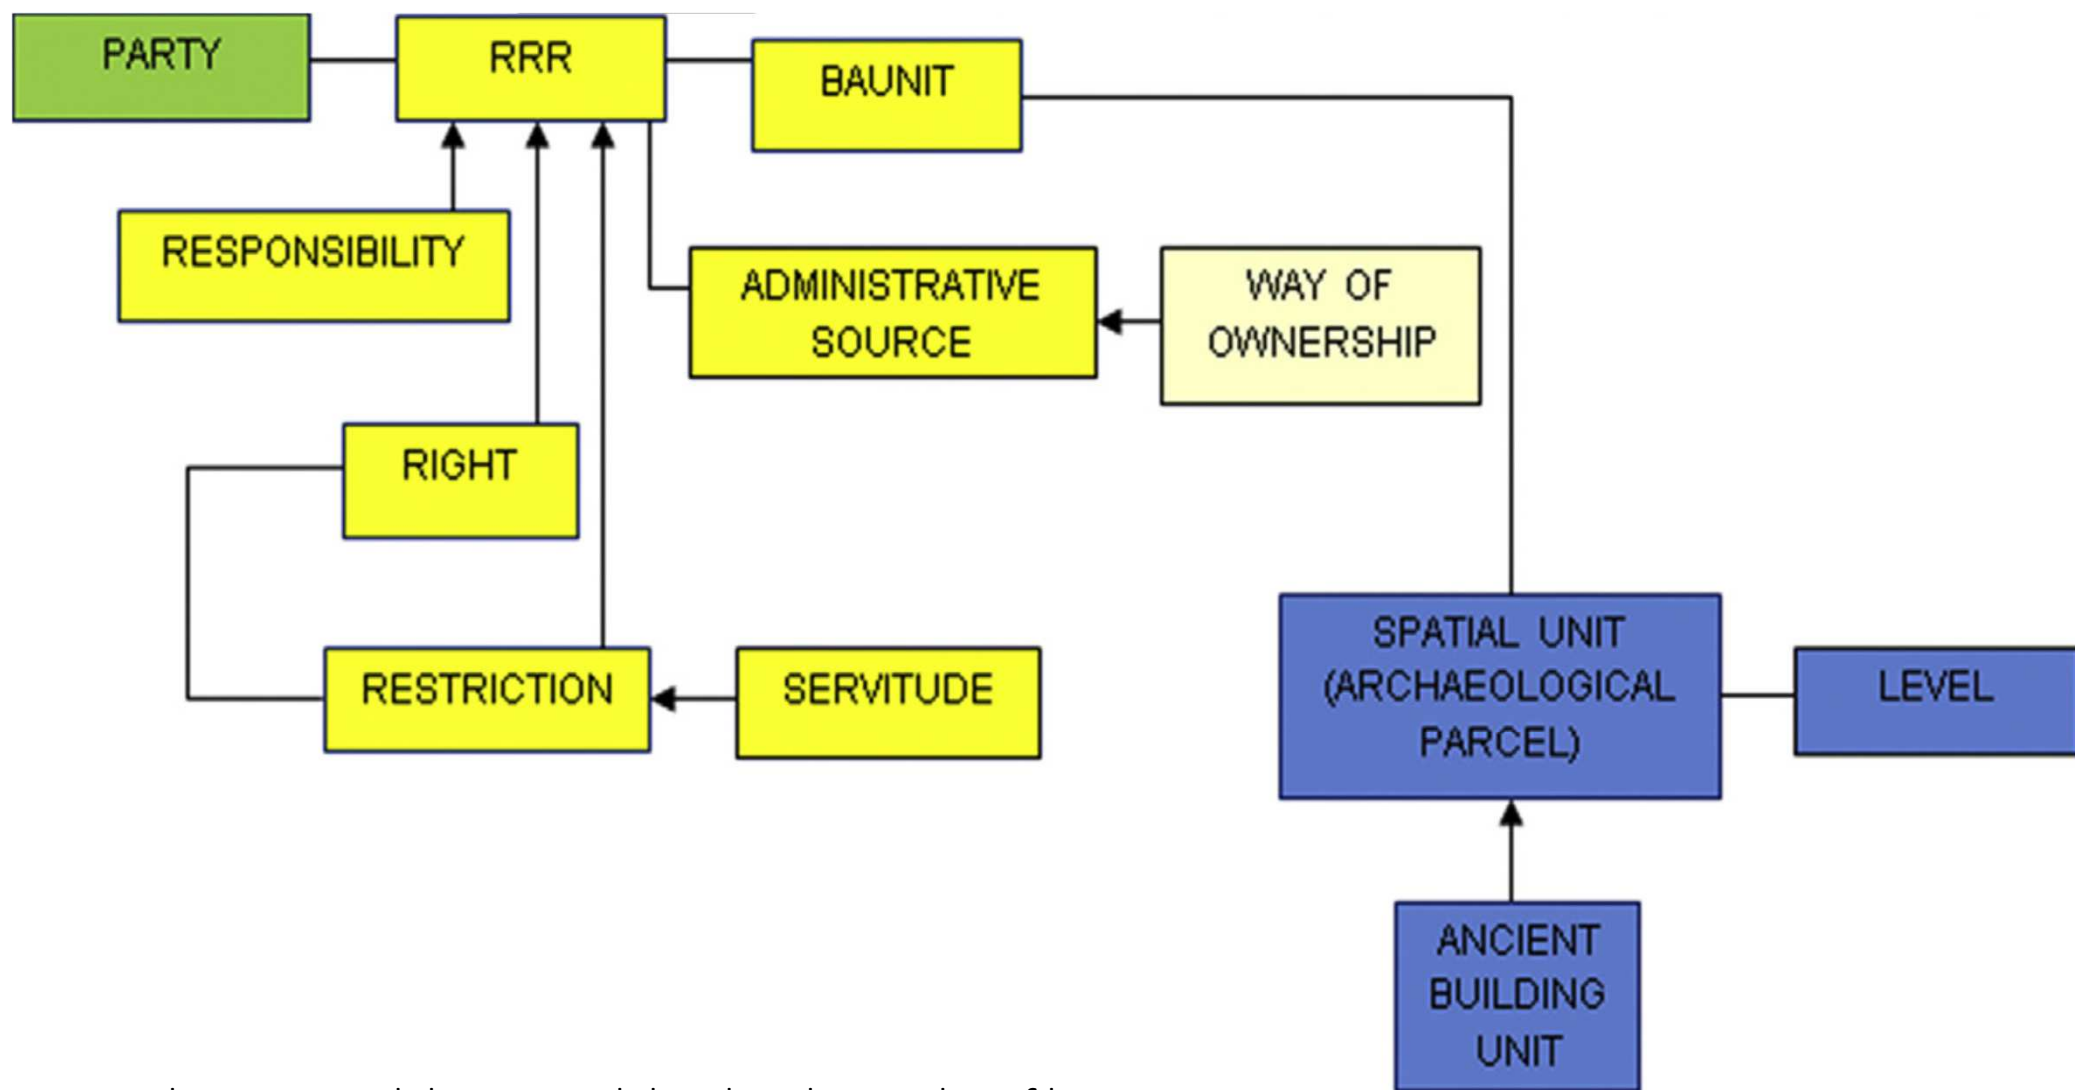 PARTY
RRR
BAUNIT
RESPONSIBILITY
ADMINISTRATIVE
SOURCE
WAY OF
OWNERSHIP
RIGHT
RESTRICTION
SERVITUDE
SPATIAL UNIT
(ARCHAEOLOGICAL
PARCEL)
LEVEL
ANCIENT
BUILDING
UNIT